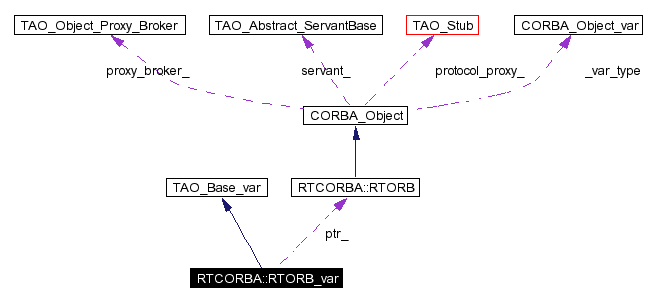 TAO_Object_Proxy_Broker
TAO_Abstract_ServantBase
TAO_Stub
CORBA_Object_var
proxy_broker_
servant_
protocol_proxy_
_var_type
CORBA_Object
TAO_Base_var
RTCORBA::RTORB
ptr_
RTCORBA::RTORB_var